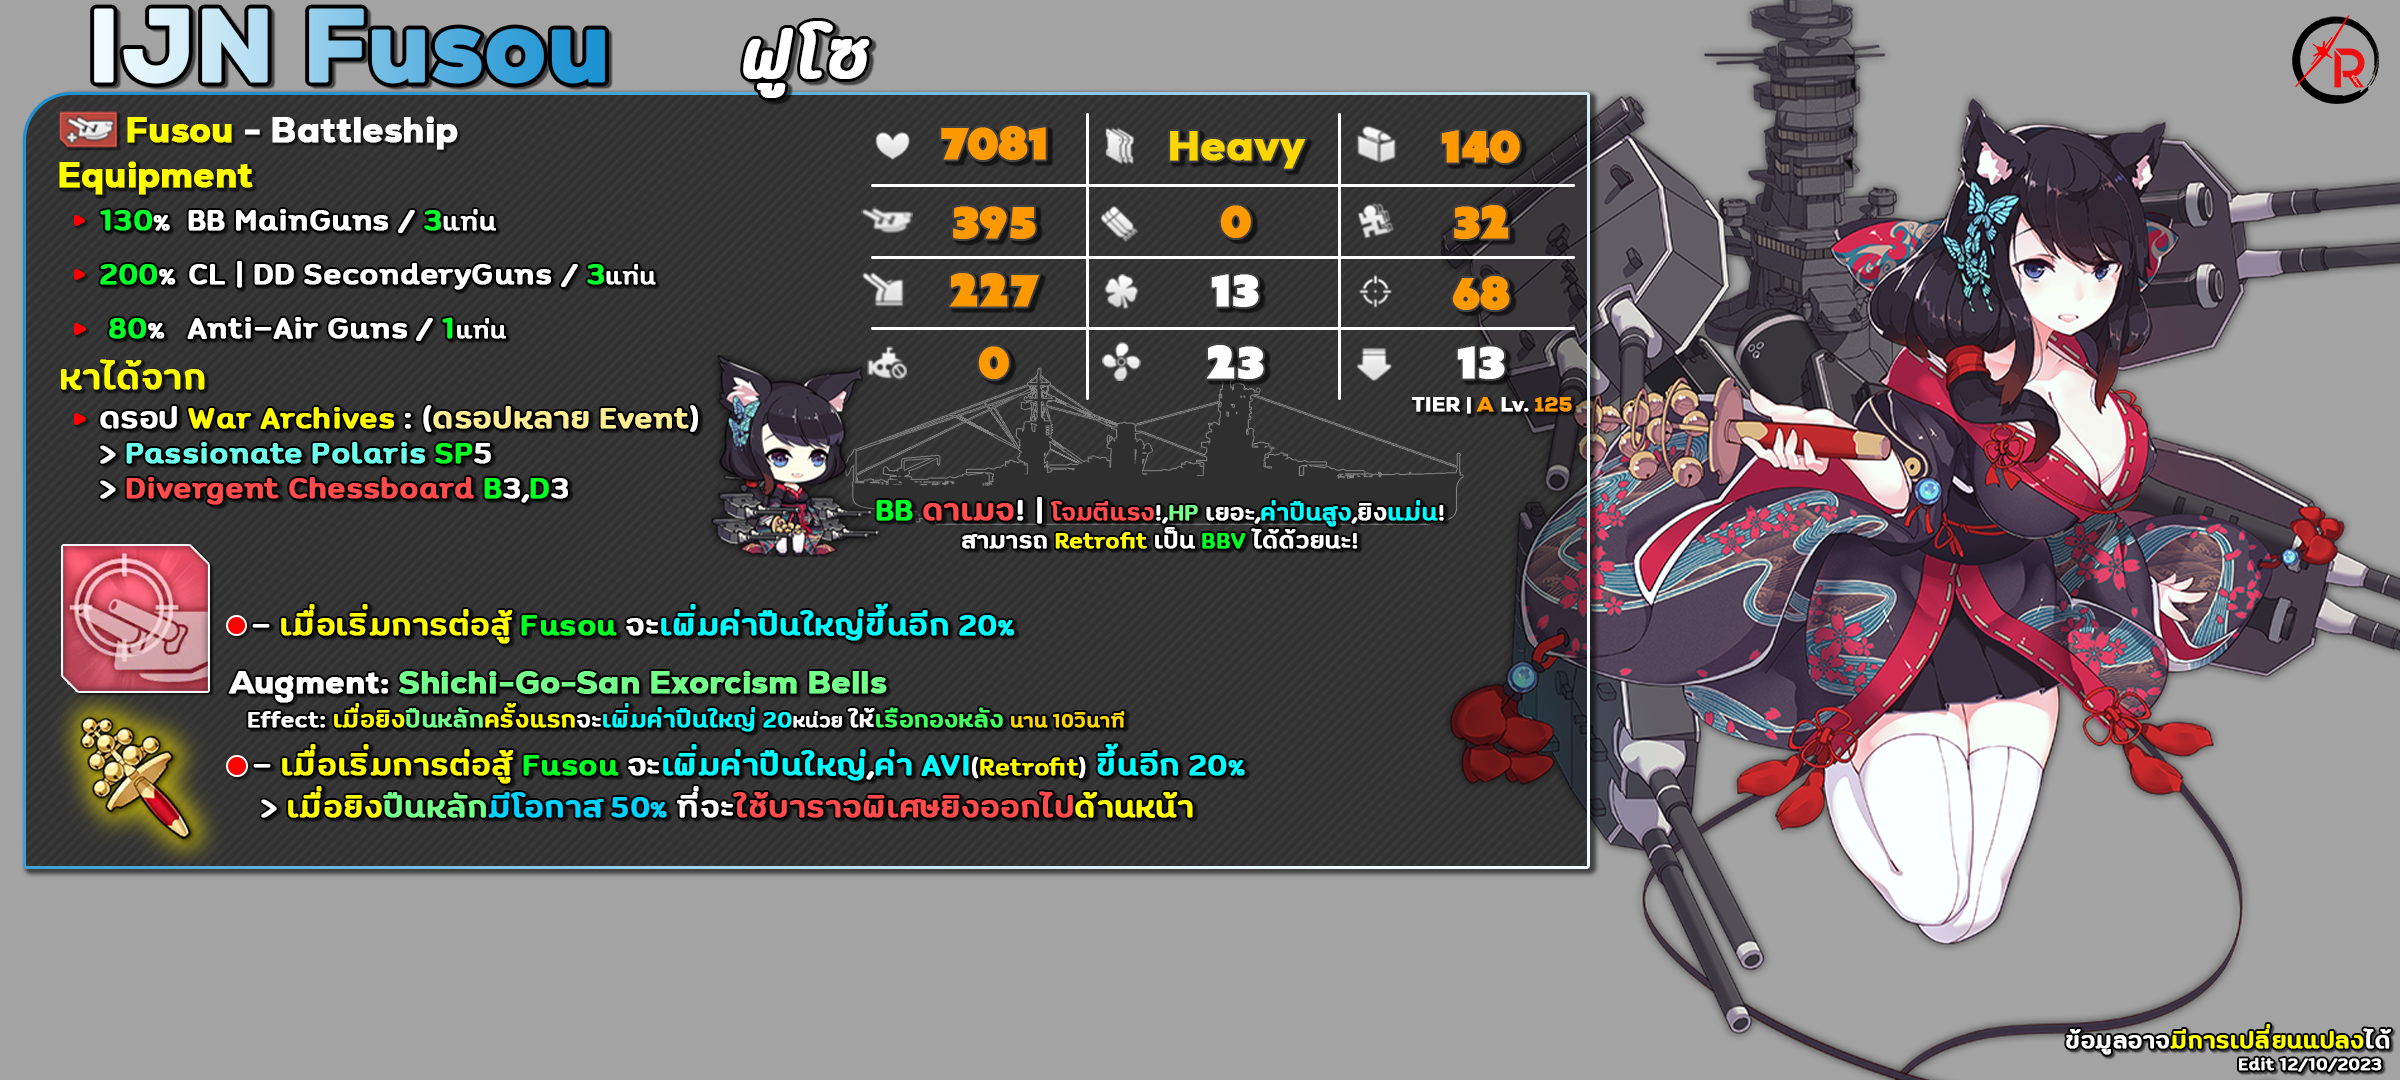 IJN Fusou ฟูโซ
Fusou - Battleship
Equipment
130% BB MainGuns / 3แท่น
200% CL | DD SeconderyGuns / 3แท่น
80% Anti-Air Guns / 1แท่น
หาได้จาก
ดรอป War Archives : (ดรอปหลาย Event)
> Passionate Polaris SP5
> Divergent Chessboard B3,D3
7081 Heavy 140
395 0 32
227 13 68
0 23 13
TIER | A Lv. 125
BB ดาเมจ! | โจมตีแรง!,HP เยอะ,ค่าปืนสูง,ยิงแม่น!
สามารถ Retrofit เป็น BBV ได้ด้วยนะ!
- เมื่อเริ่มการต่อสู้ Fusou จะเพิ่มค่าปืนใหญ่ขึ้นอีก 20%
Augment: Shichi-Go-San Exorcism Bells
Effect: เมื่อยิงปืนหลักครั้งแรกจะเพิ่มค่าปืนใหญ่ 20หน่วย ให้เรือกองหลัง นาน 10วินาที
- เมื่อเริ่มการต่อสู้ Fusou จะเพิ่มค่าปืนใหญ่,ค่า AVI(Retrofit) ขึ้นอีก 20%
> เมื่อยิงปืนหลักมีโอกาส 50% ที่จะใช้บาราจพิเศษยิงออกไปด้านหน้า
R
ข้อมูลอาจมีการเปลี่ยนแปลงได้
Edit 12/10/2023